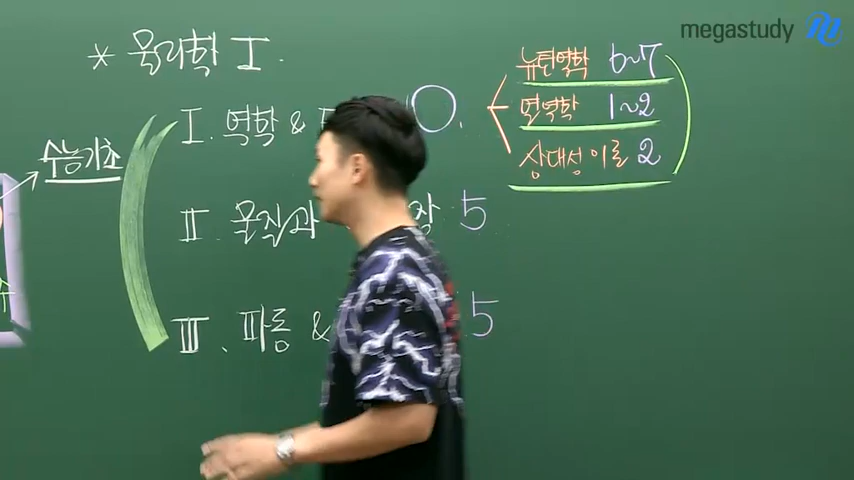 megastudy
* 물리학 I.
뉴턴역학 6~7
열역학 1~2
상대성이론 2
I. 역학 & 10.
수능기초
II. 물질과 장 5
III. 파동 & 5